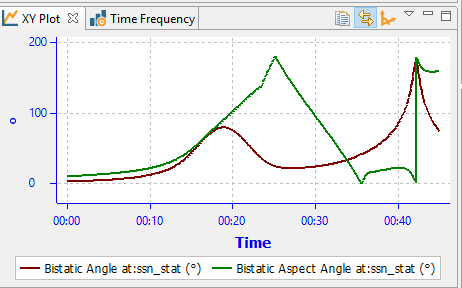 XY Plot Time Frequency
200
100
0
°
00:00 00:10 00:20 00:30 00:40
Time
Bistatic Angle at:ssn_stat (°) Bistatic Aspect Angle at:ssn_stat (°)